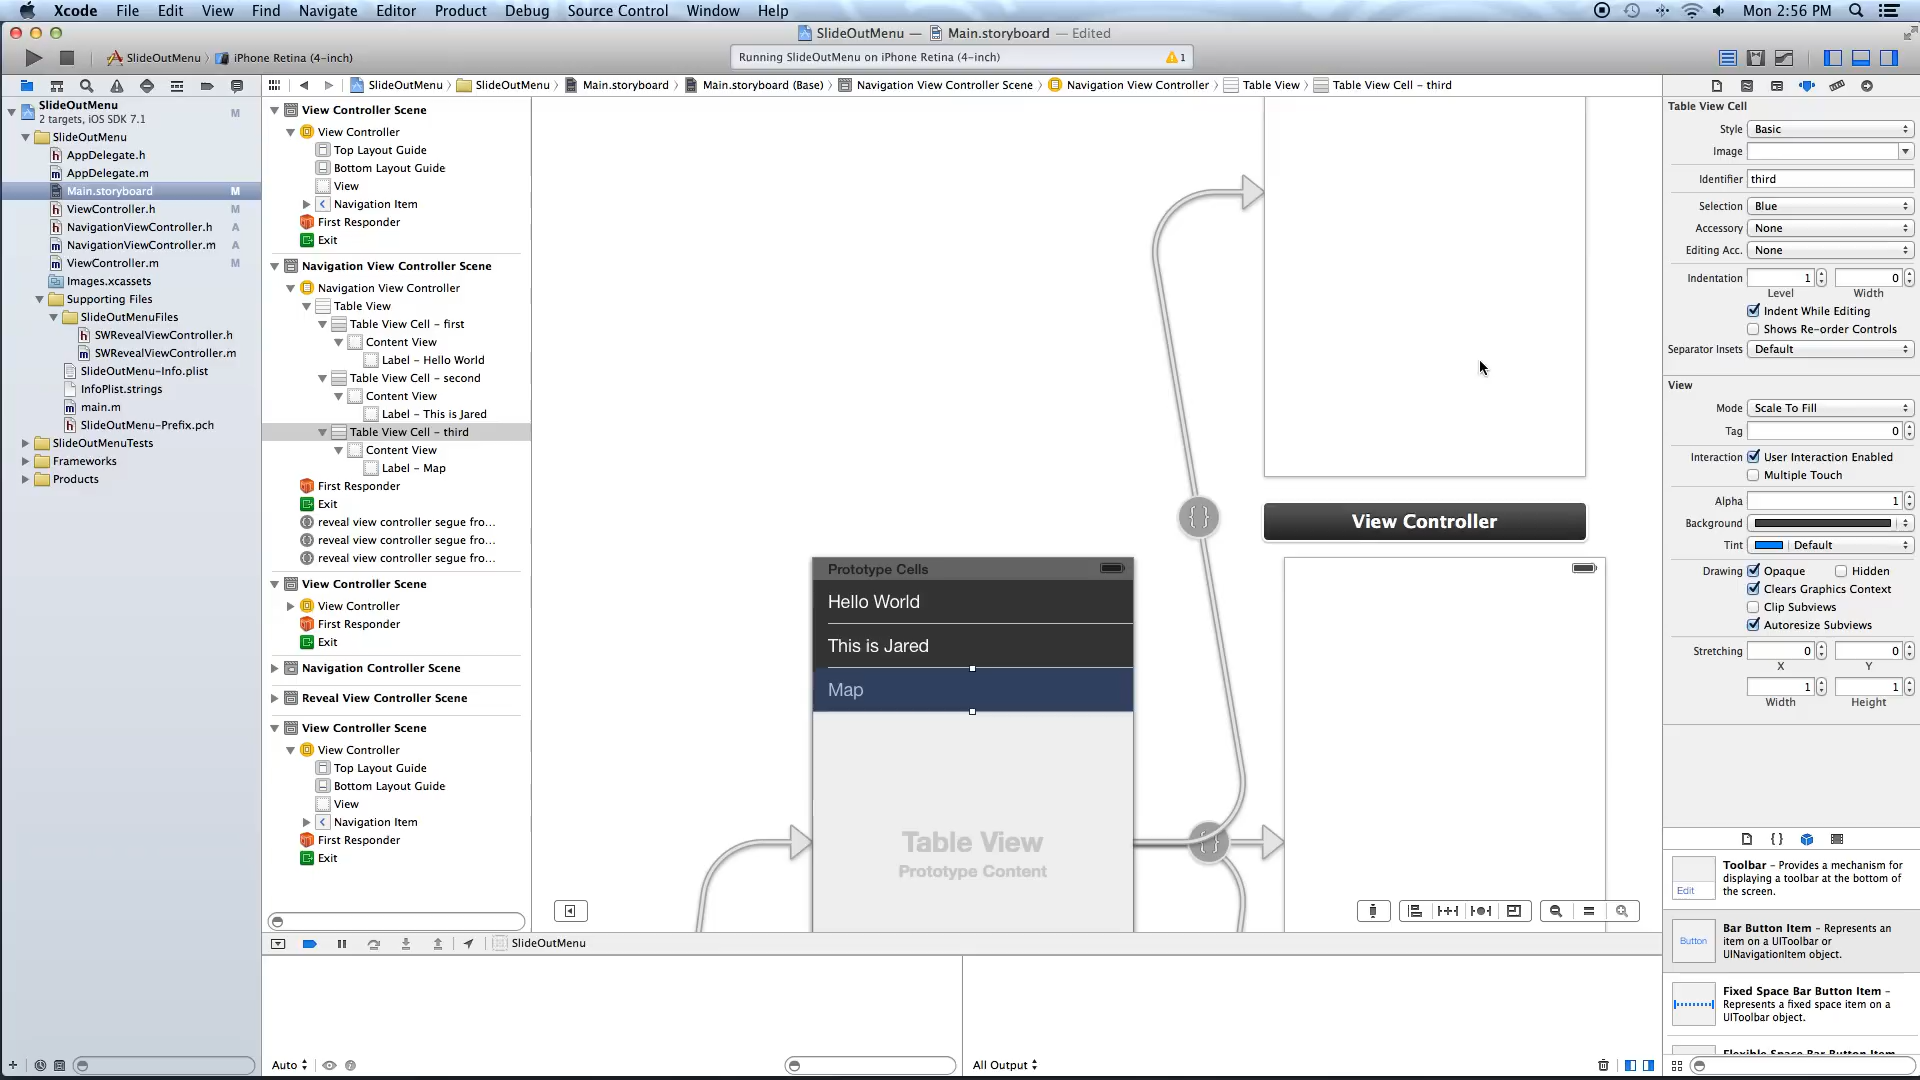 Xcode File Edit View Find Navigate Editor Product Debug Source Control Window Help Mon 2:56 PM
SlideOutMenu — Main.storyboard — Edited
SlideOutMenu iPhone Retina (4-inch) Running SlideOutMenu on iPhone Retina (4-inch) 1
SlideOutMenu SlideOutMenu Main.storyboard Main.storyboard (Base) Navigation View Controller Scene Navigation View Controller Table View Table View Cell – third
SlideOutMenu M
2 targets, iOS SDK 7.1
SlideOutMenu
AppDelegate.h
AppDelegate.m
Main.storyboard M
ViewController.h M
NavigationViewController.h A
NavigationViewController.m A
ViewController.m M
Images.xcassets
Supporting Files
SlideOutMenuFiles
SWRevealViewController.h
SWRevealViewController.m
SlideOutMenu-Info.plist
InfoPlist.strings
main.m
SlideOutMenu-Prefix.pch
SlideOutMenuTests
Frameworks
Products
View Controller Scene
View Controller
Top Layout Guide
Bottom Layout Guide
View
Navigation Item
First Responder
Exit
Navigation View Controller Scene
Navigation View Controller
Table View
Table View Cell – first
Content View
Label – Hello World
Table View Cell – second
Content View
Label – This is Jared
Table View Cell – third
Content View
Label – Map
First Responder
Exit
reveal view controller segue fro...
reveal view controller segue fro...
reveal view controller segue fro...
View Controller Scene
View Controller
First Responder
Exit
Navigation Controller Scene
Reveal View Controller Scene
View Controller Scene
View Controller
Top Layout Guide
Bottom Layout Guide
View
Navigation Item
First Responder
Exit
View Controller
Prototype Cells
Hello World
This is Jared
Map
Table View
Prototype Content
SlideOutMenu
Auto
All Output
Table View Cell
Style Basic
Image
Identifier third
Selection Blue
Accessory None
Editing Acc. None
Indentation 1 0
Level Width
Indent While Editing
Shows Re-order Controls
Separator Insets Default
View
Mode Scale To Fill
Tag 0
Interaction User Interaction Enabled
Multiple Touch
Alpha 1
Background
Tint Default
Drawing Opaque Hidden
Clears Graphics Context
Clip Subviews
Autoresize Subviews
Stretching 0 0
X Y
1 1
Width Height
Edit
Toolbar – Provides a mechanism for
displaying a toolbar at the bottom of
the screen.
Button
Bar Button Item – Represents an
item on a UIToolbar or
UINavigationItem object.
Fixed Space Bar Button Item –
Represents a fixed space item on a
UIToolbar object.
Flexible Space Bar Button Item